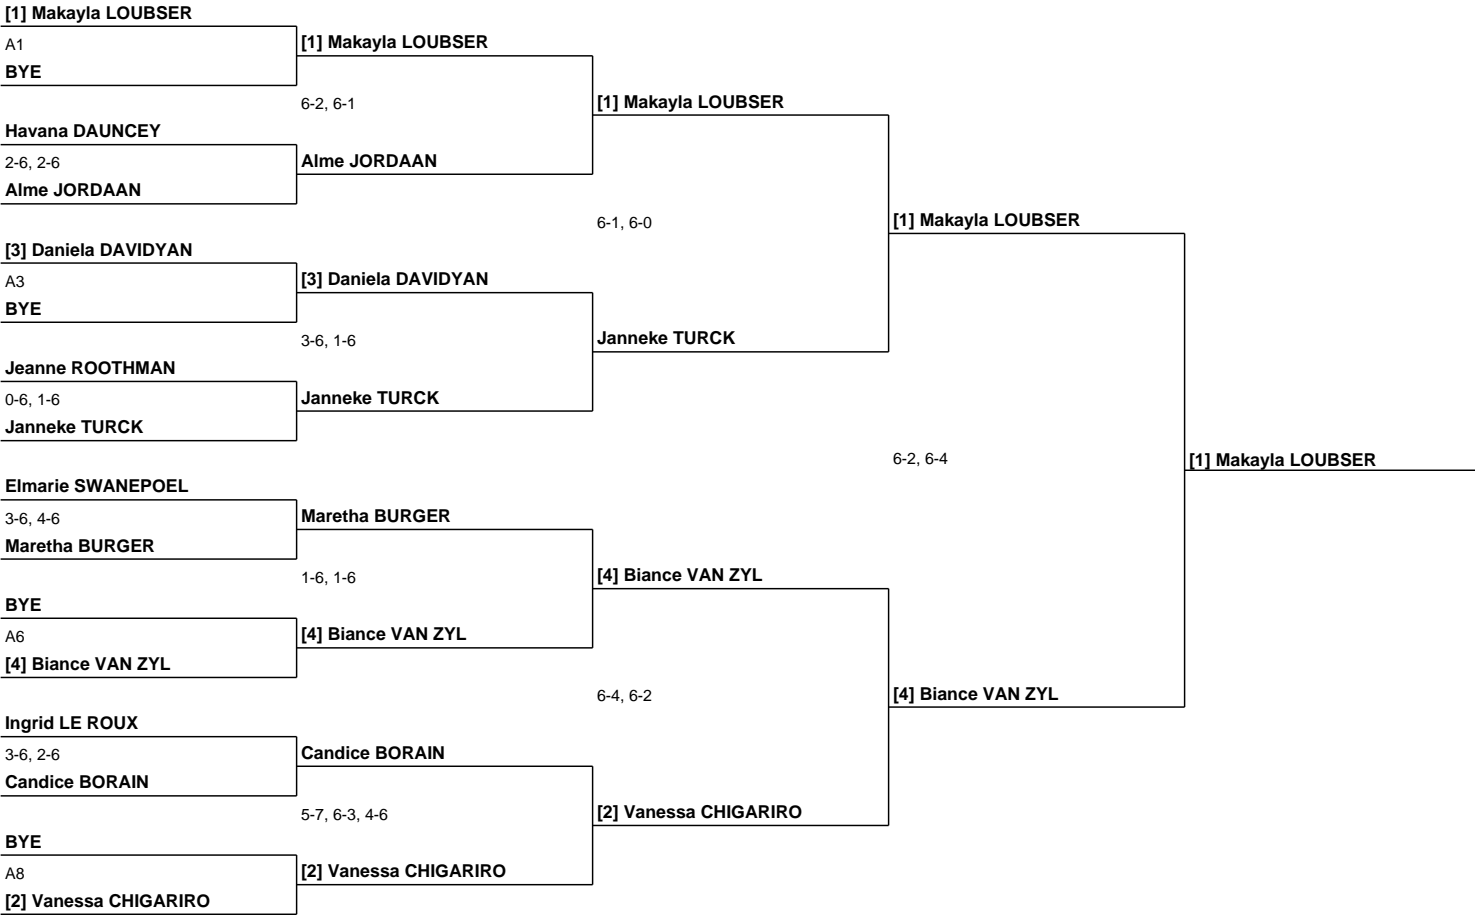 [1] Makayla LOUBSER
A1
BYE
Havana DAUNCEY
2-6, 2-6
Alme JORDAAN
[3] Daniela DAVIDYAN
A3
BYE
Jeanne ROOTHMAN
0-6, 1-6
Janneke TURCK
Elmarie SWANEPOEL
3-6, 4-6
Maretha BURGER
BYE
A6
[4] Biance VAN ZYL
Ingrid LE ROUX
3-6, 2-6
Candice BORAIN
BYE
A8
[2] Vanessa CHIGARIRO
[1] Makayla LOUBSER
6-2, 6-1
Alme JORDAAN
[3] Daniela DAVIDYAN
3-6, 1-6
Janneke TURCK
Maretha BURGER
1-6, 1-6
[4] Biance VAN ZYL
Candice BORAIN
5-7, 6-3, 4-6
[2] Vanessa CHIGARIRO
[1] Makayla LOUBSER
6-1, 6-0
Janneke TURCK
[4] Biance VAN ZYL
6-4, 6-2
[2] Vanessa CHIGARIRO
[1] Makayla LOUBSER
6-2, 6-4
[4] Biance VAN ZYL
[1] Makayla LOUBSER